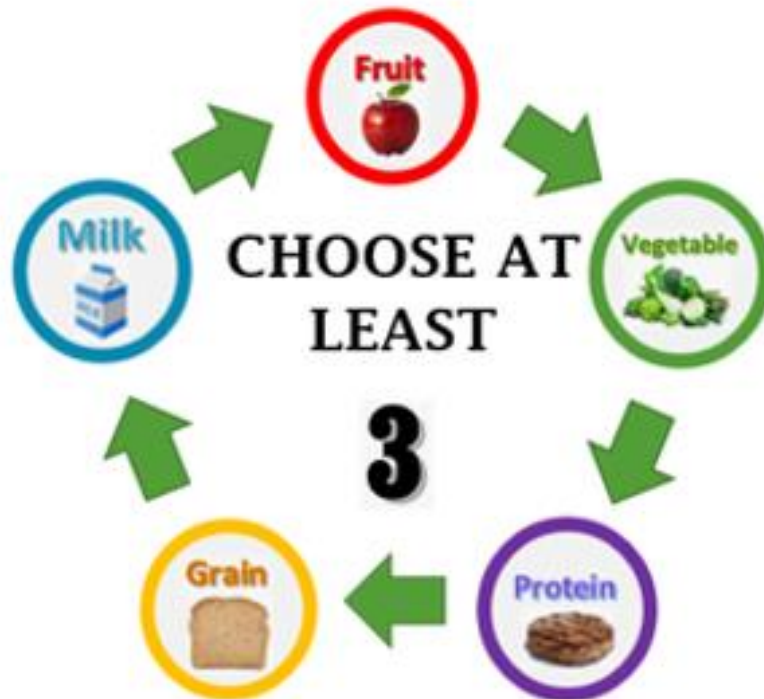 Fruit
Milk
Vegetable
CHOOSE AT
LEAST
3
Grain
Protein